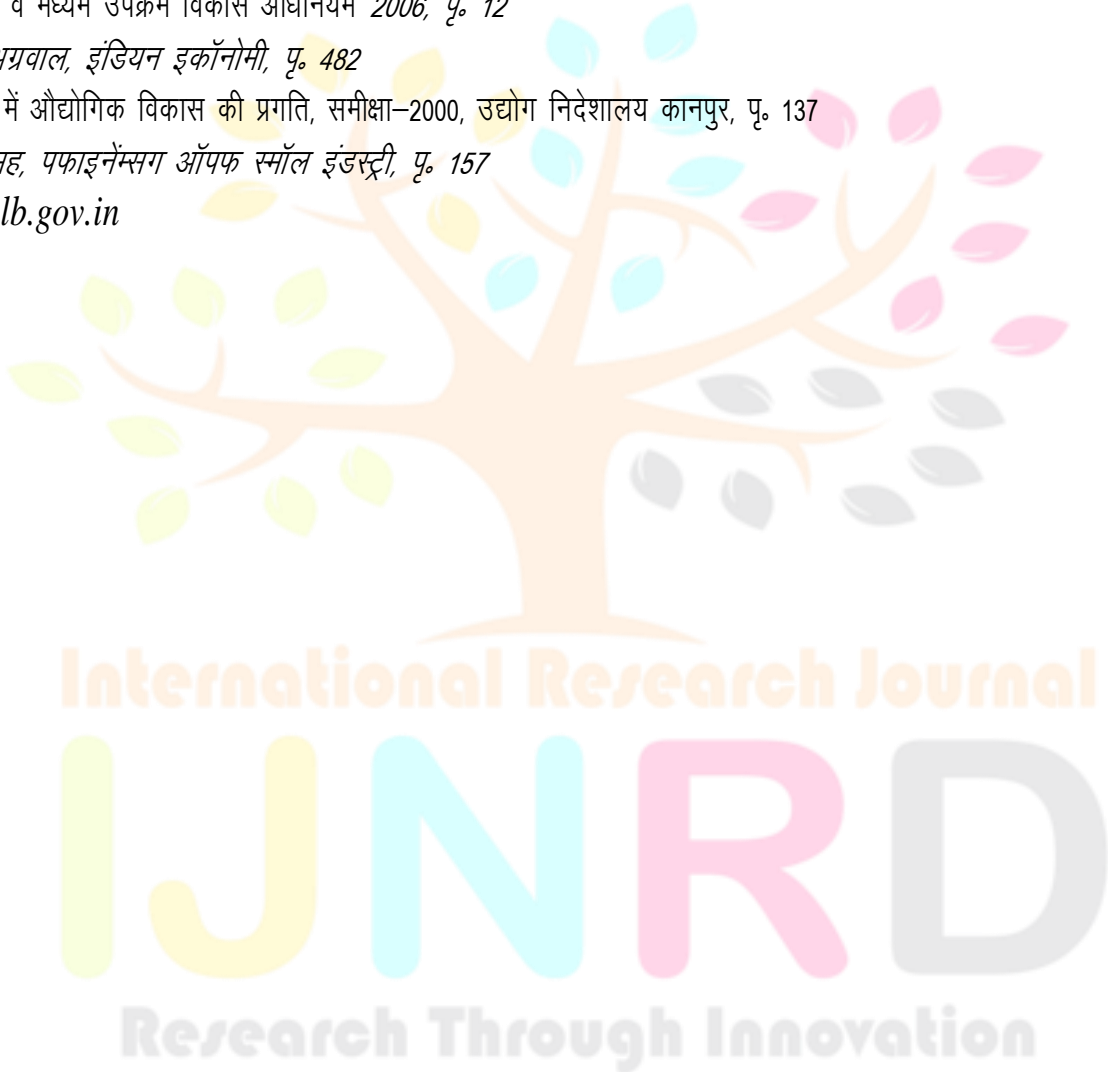 व मध्यम उपक्रम विकास अधिनियम 2006, पृ० 12
अग्रवाल, इंडियन इकॉनोमी, पृ० 482
में औद्योगिक विकास की प्रगति, समीक्षा–2000, उद्योग निदेशालय कानपुर, पृ० 137
पफाइनेंन्सग ऑपफ स्मॉल इंडस्ट्री, पृ० 157
lb.gov.in
International Research Journal
IJNRD
Research Through Innovation